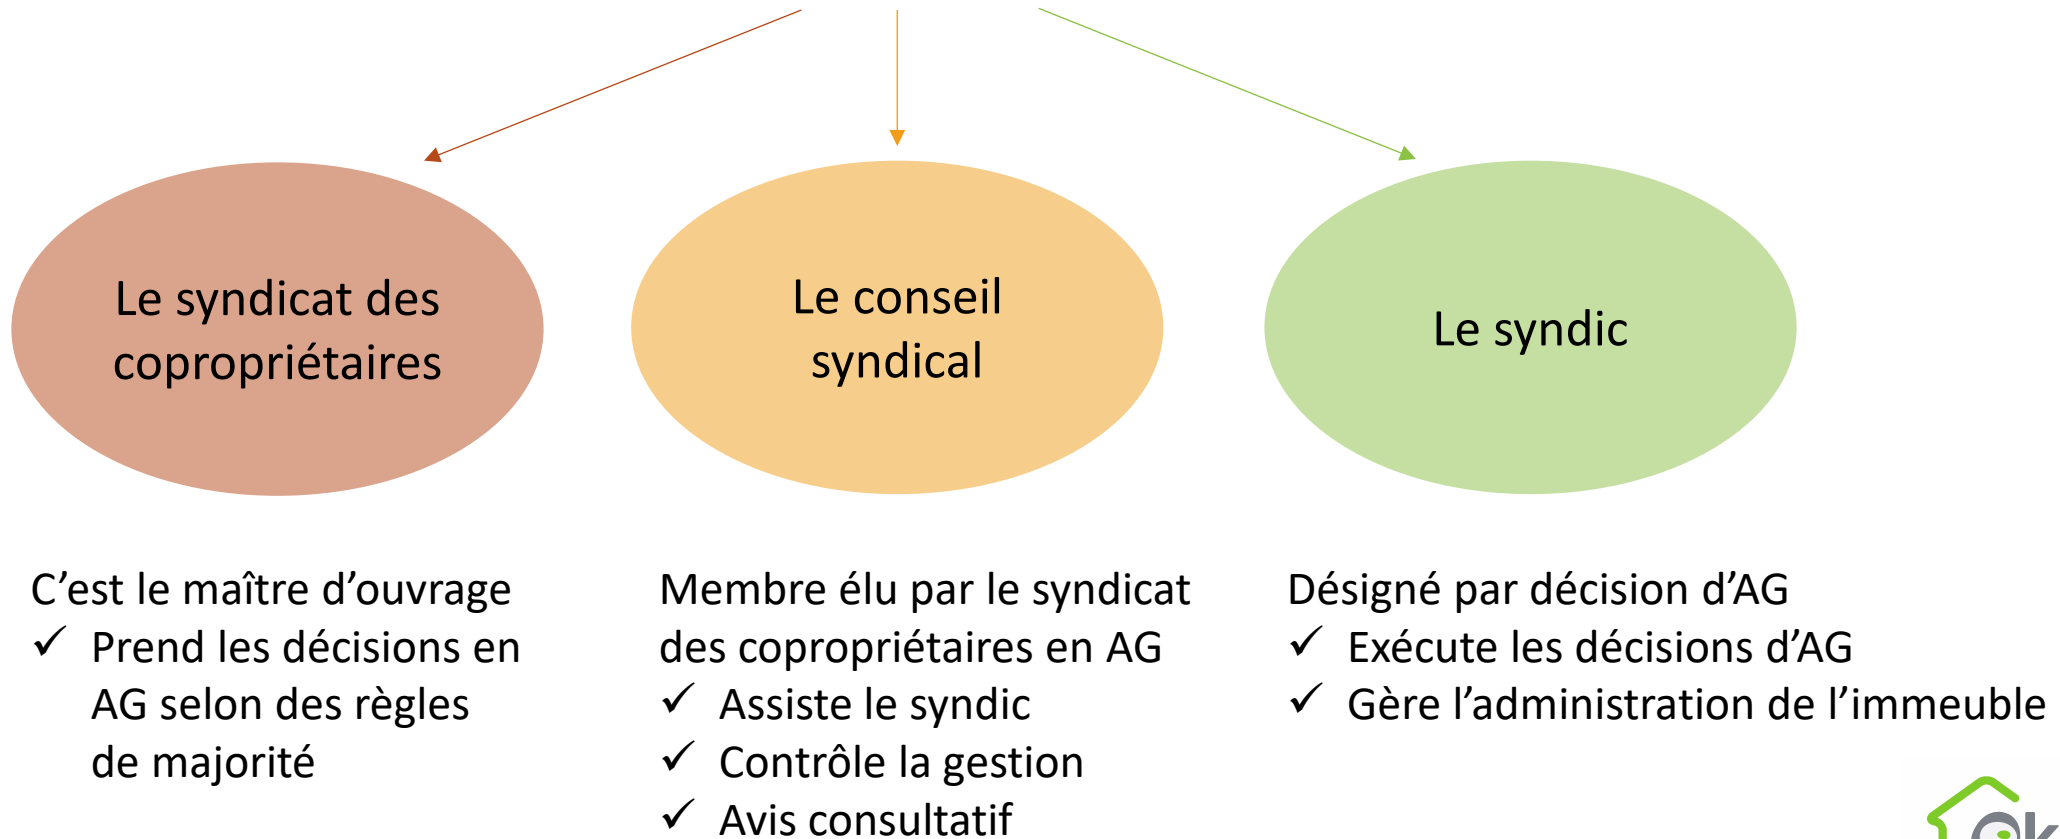 Le syndicat des
copropriétaires
Le conseil
syndical
Le syndic
C’est le maître d’ouvrage
✓ Prend les décisions en
AG selon des règles
de majorité
Membre élu par le syndicat
des copropriétaires en AG
✓ Assiste le syndic
✓ Contrôle la gestion
✓ Avis consultatif
Désigné par décision d’AG
✓ Exécute les décisions d’AG
✓ Gère l’administration de l’immeuble